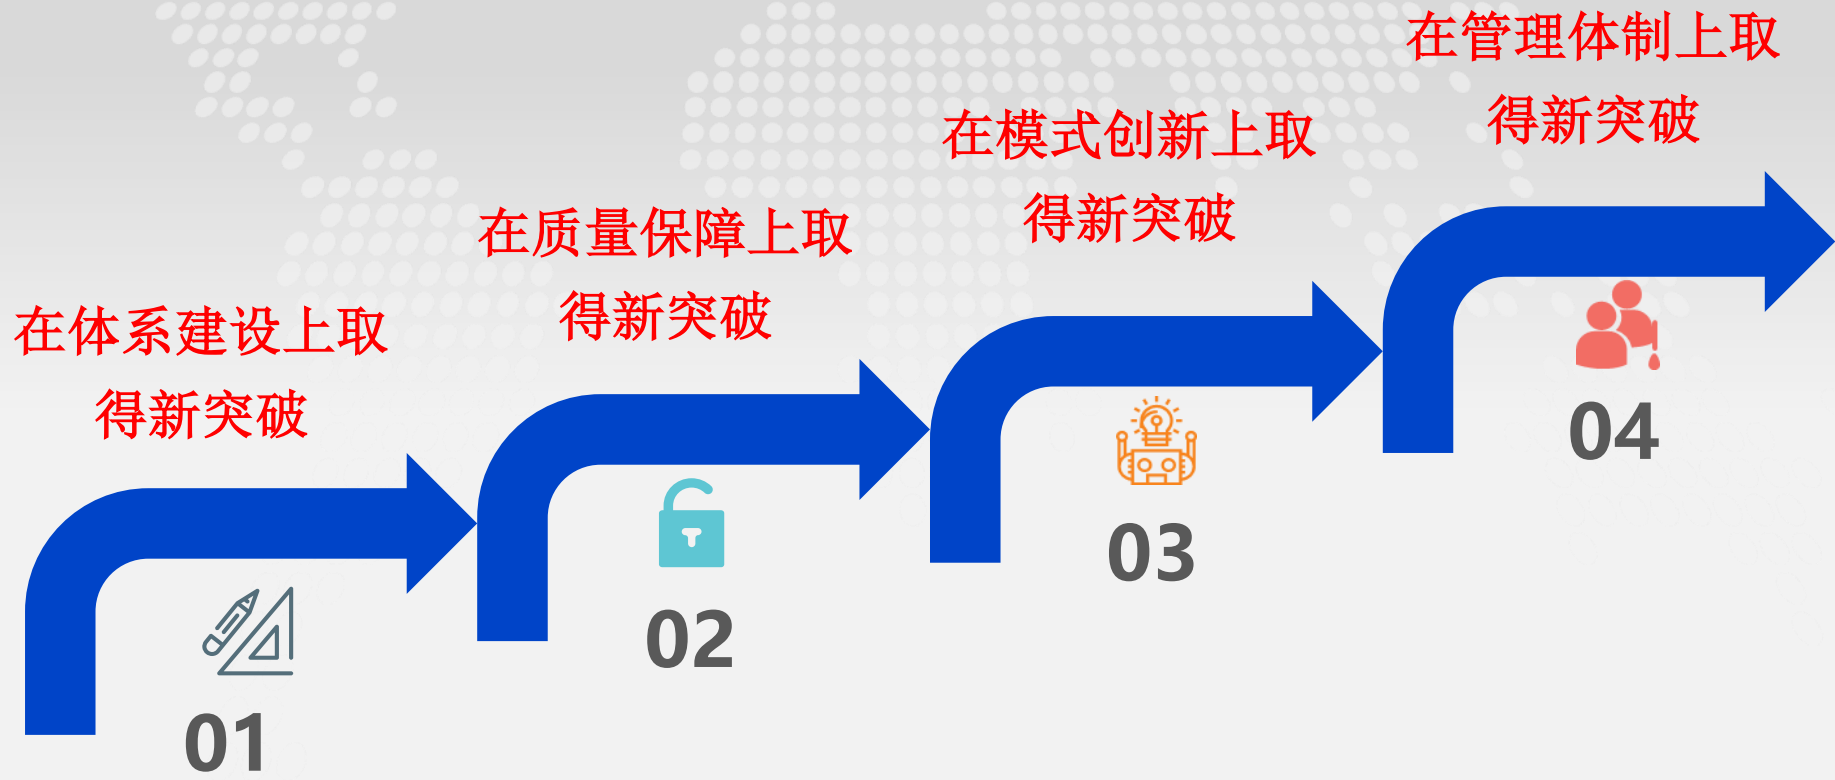 在体系建设上取
得新突破
01
在质量保障上取
得新突破
02
在模式创新上取
得新突破
03
在管理体制上取
得新突破
04